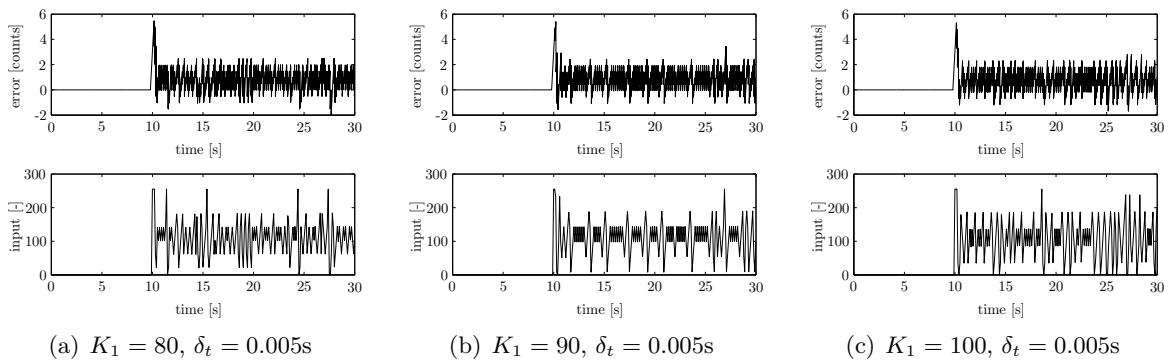 6
4
2
0
-2
error [counts]
0 5 10 15 20 25 30
time [s]
300
200
100
0
input [-]
0 5 10 15 20 25 30
time [s]
(a) K₁ = 80, δₜ = 0.005s
6
4
2
0
-2
error [counts]
0 5 10 15 20 25 30
time [s]
300
200
100
0
input [-]
0 5 10 15 20 25 30
time [s]
(b) K₁ = 90, δₜ = 0.005s
6
4
2
0
-2
error [counts]
0 5 10 15 20 25 30
time [s]
300
200
100
0
input [-]
0 5 10 15 20 25 30
time [s]
(c) K₁ = 100, δₜ = 0.005s